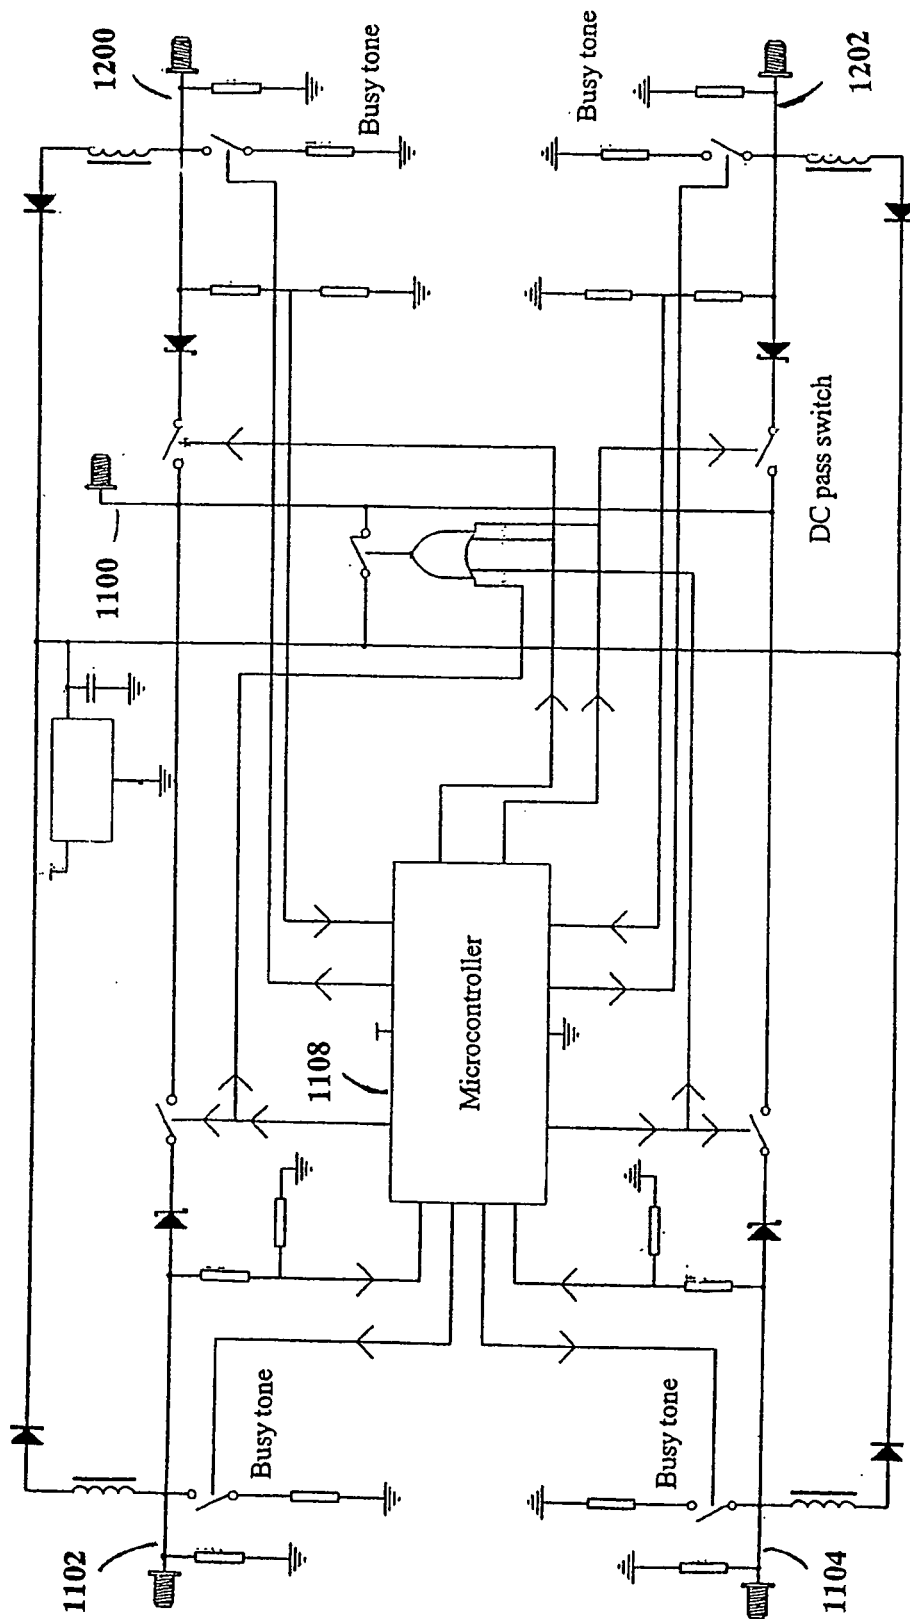 1200
Busy tone
Busy tone
1202
1100
DC pass switch
1108
Microcontroller
Busy tone
Busy tone
1102
1104